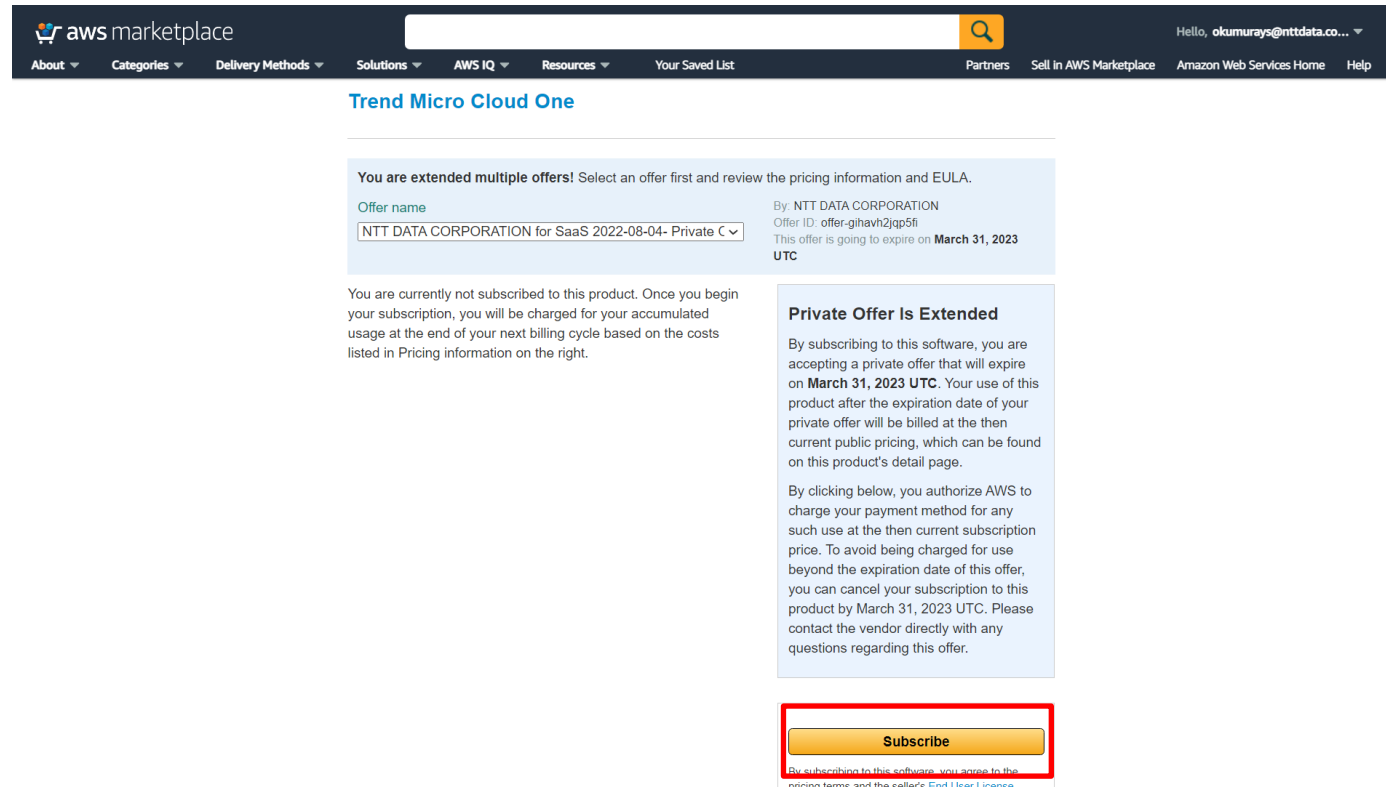 aws marketplace
Hello, okumurays@nttdata.co...
About Categories Delivery Methods Solutions AWS IQ Resources Your Saved List Partners Sell in AWS Marketplace Amazon Web Services Home Help
Trend Micro Cloud One
You are extended multiple offers! Select an offer first and review the pricing information and EULA.
Offer name
NTT DATA CORPORATION for SaaS 2022-08-04- Private
By: NTT DATA CORPORATION
Offer ID: offer-gihavh2jqp5fi
This offer is going to expire on March 31, 2023
UTC
You are currently not subscribed to this product. Once you begin
your subscription, you will be charged for your accumulated
usage at the end of your next billing cycle based on the costs
listed in Pricing information on the right.
Private Offer Is Extended
By subscribing to this software, you are
accepting a private offer that will expire
on March 31, 2023 UTC. Your use of this
product after the expiration date of your
private offer will be billed at the then
current public pricing, which can be found
on this product's detail page.
By clicking below, you authorize AWS to
charge your payment method for any
such use at the then current subscription
price. To avoid being charged for use
beyond the expiration date of this offer,
you can cancel your subscription to this
product by March 31, 2023 UTC. Please
contact the vendor directly with any
questions regarding this offer.
Subscribe
By subscribing to this software, you agree to the
pricing terms and the seller's End User License